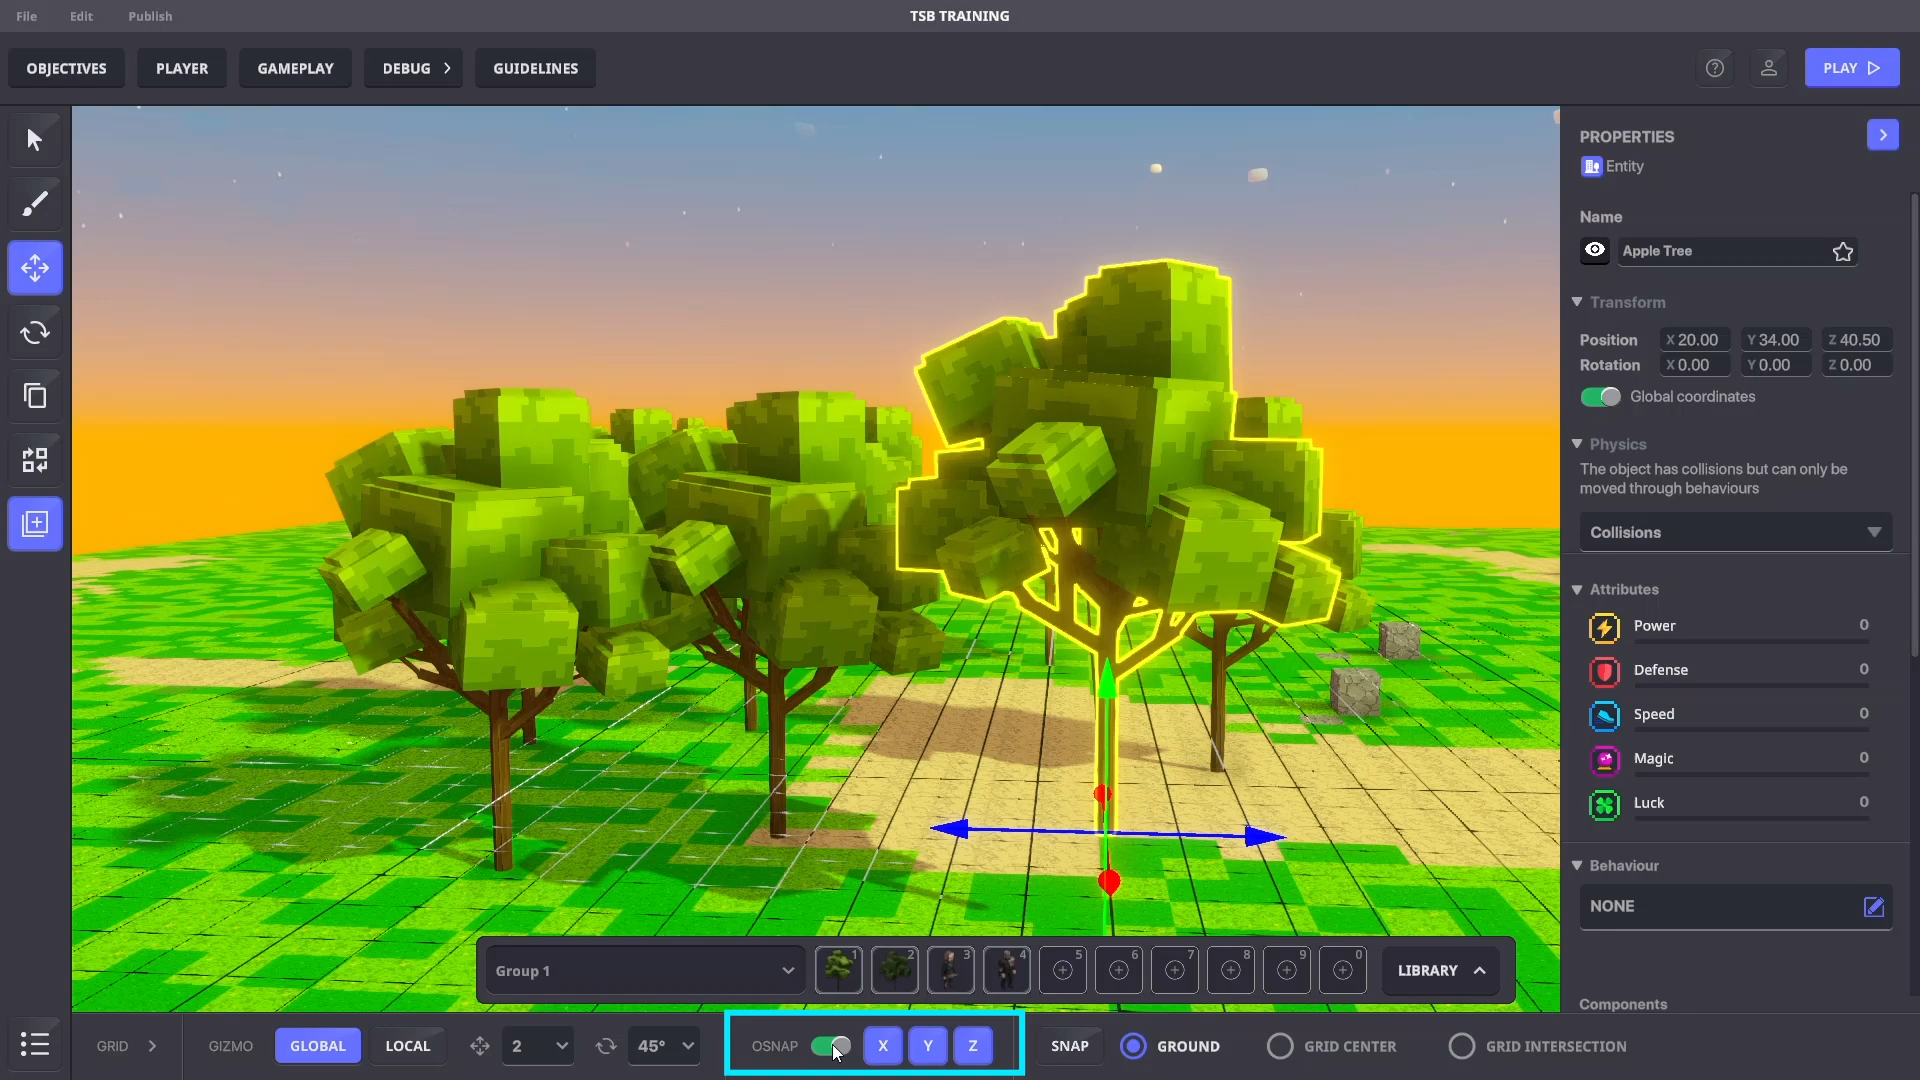 File Edit Publish TSB TRAINING
OBJECTIVES PLAYER GAMEPLAY DEBUG GUIDELINES PLAY
PROPERTIES
Entity
Name
Apple Tree
Transform
Position X 20.00 Y 34.00 Z 40.50
Rotation X 0.00 Y 0.00 Z 0.00
Global coordinates
Physics
The object has collisions but can only be
moved through behaviours
Collisions
Attributes
Power 0
Defense 0
Speed 0
Magic 0
Luck 0
Behaviour
NONE
Components
Group 1 1 2 3 4 5 6 7 8 9 0 LIBRARY
GRID GIZMO GLOBAL LOCAL 2 45° OSNAP X Y Z SNAP GROUND GRID CENTER GRID INTERSECTION